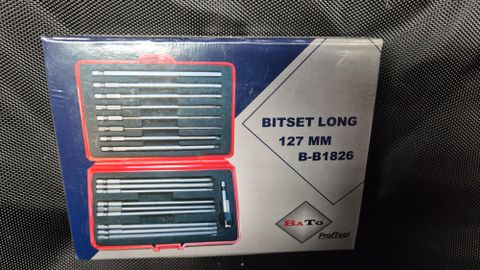 BITSET LONG
127 MM
B-B1826
BATO
ProfTool